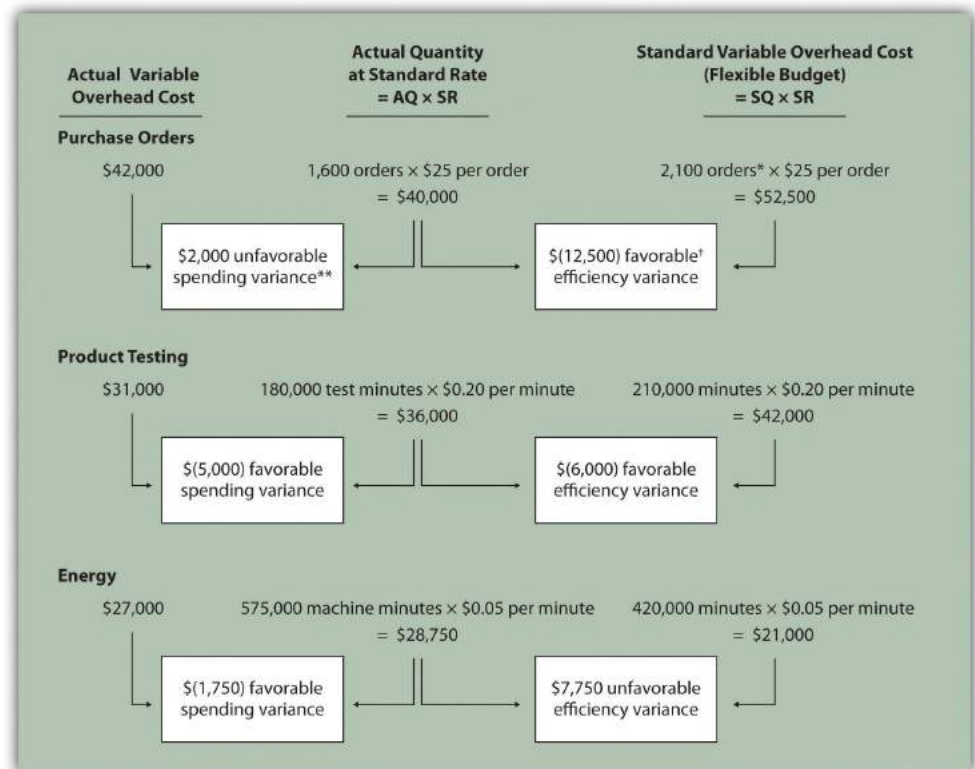 Actual Variable
Overhead Cost
Actual Quantity
at Standard Rate
= AQ × SR
Standard Variable Overhead Cost
(Flexible Budget)
= SQ × SR
Purchase Orders
$42,000
1,600 orders × $25 per order
= $40,000
2,100 orders* × $25 per order
= $52,500
$2,000 unfavorable
spending variance**
$(12,500) favorable†
efficiency variance
Product Testing
$31,000
180,000 test minutes × $0.20 per minute
= $36,000
210,000 minutes × $0.20 per minute
= $42,000
$(5,000) favorable
spending variance
$(6,000) favorable
efficiency variance
Energy
$27,000
575,000 machine minutes × $0.05 per minute
= $28,750
420,000 minutes × $0.05 per minute
= $21,000
$(1,750) favorable
spending variance
$7,750 unfavorable
efficiency variance